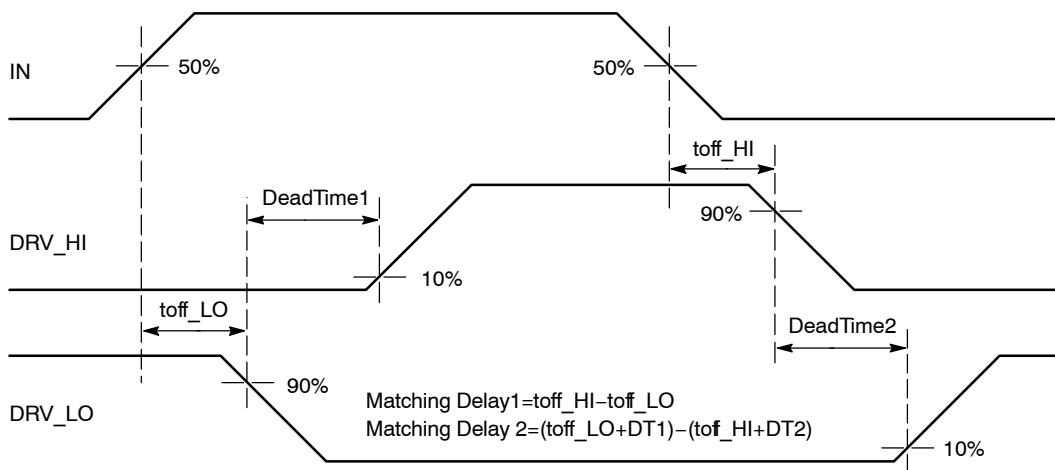 IN
50%
50%
toff_HI
DeadTime1
90%
DRV_HI
10%
toff_LO
DeadTime2
90%
DRV_LO
Matching Delay1=toff_HI−toff_LO
Matching Delay 2=(toff_LO+DT1)−(toff_HI+DT2)
10%